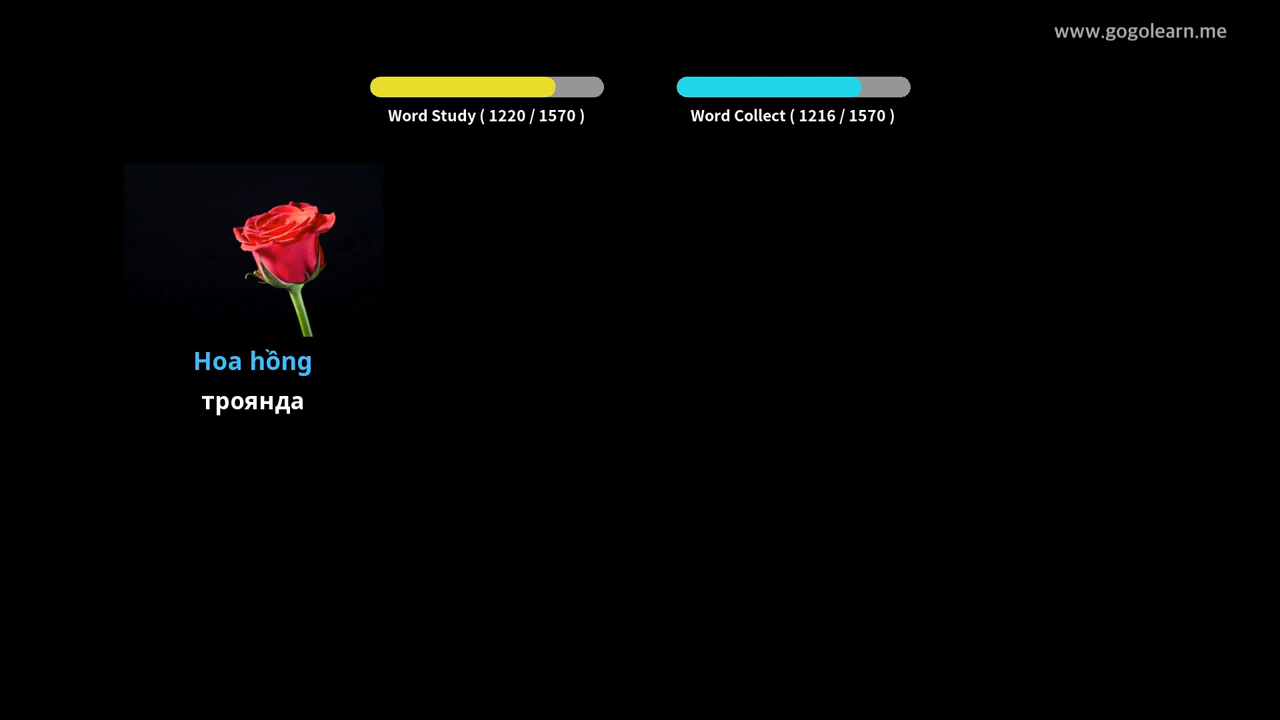 www.gogolearn.me
Word Study ( 1220 / 1570 )
Word Collect ( 1216 / 1570 )
Hoa hồng
троянда